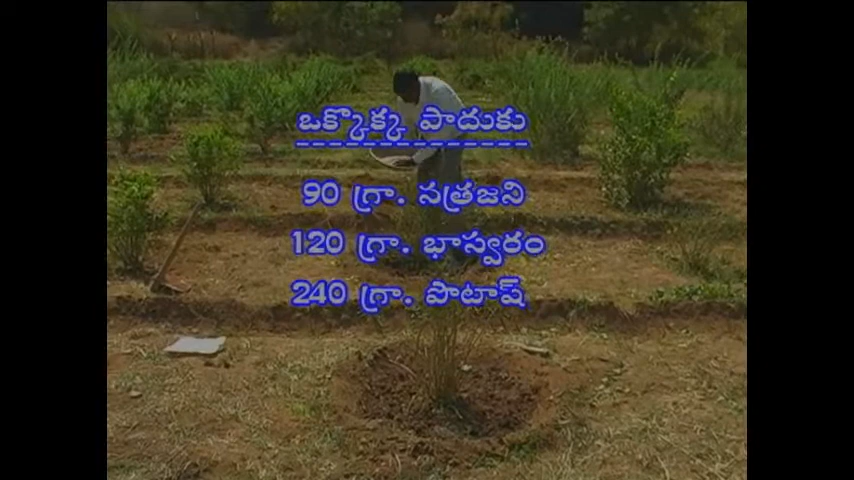 ఒక్కొక్క పాదుకు
90 గ్రా. నత్రజని
120 గ్రా. భాస్వరం
240 గ్రా. పొటాష్